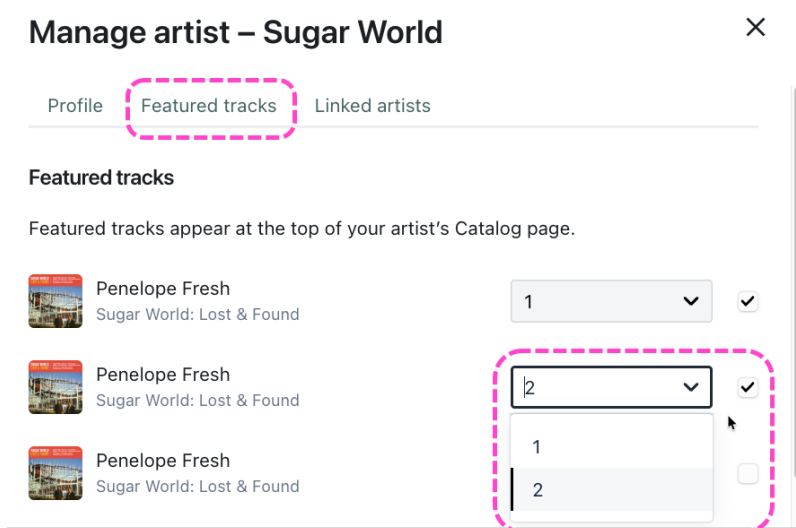 Manage artist – Sugar World
Profile
Featured tracks
Linked artists
Featured tracks
Featured tracks appear at the top of your artist’s Catalog page.
Penelope Fresh
1
Sugar World: Lost & Found
Penelope Fresh
2
Sugar World: Lost & Found
1
Penelope Fresh
Sugar World: Lost & Found
2